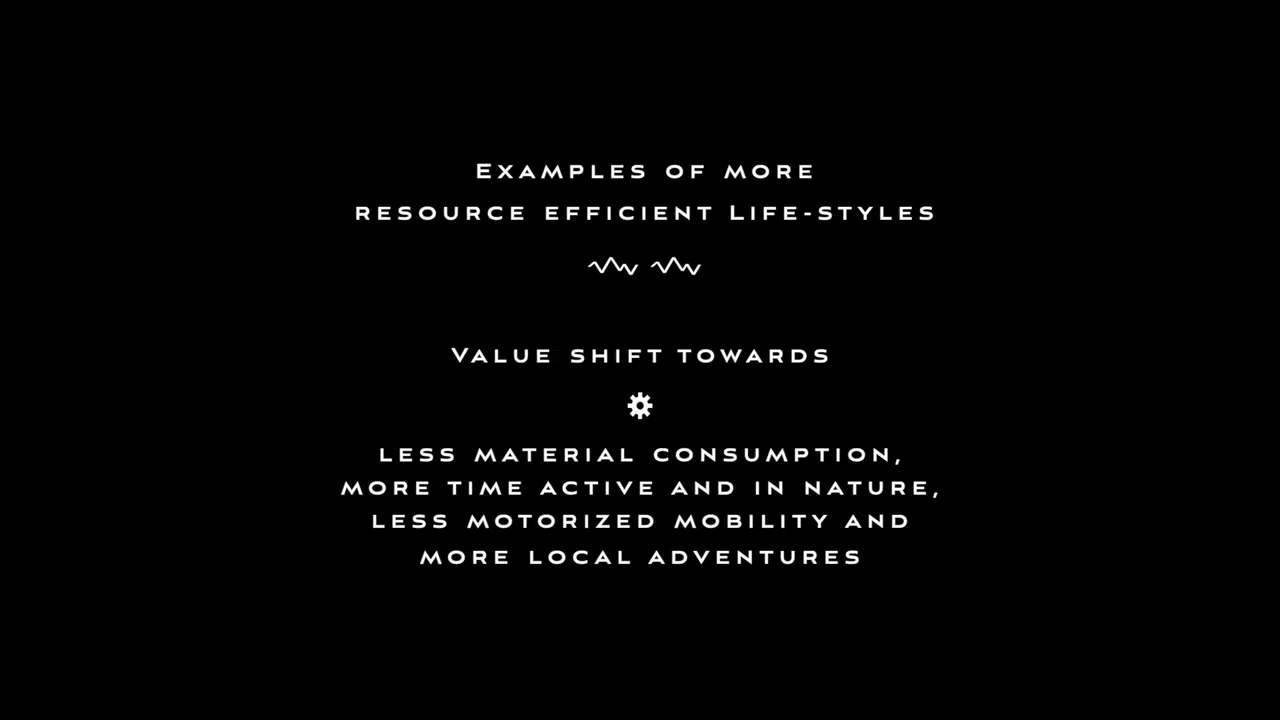 Examples of more
resource efficient Life-styles
Value shift towards
less material consumption,
more time active and in nature,
less motorized mobility and
more local adventures